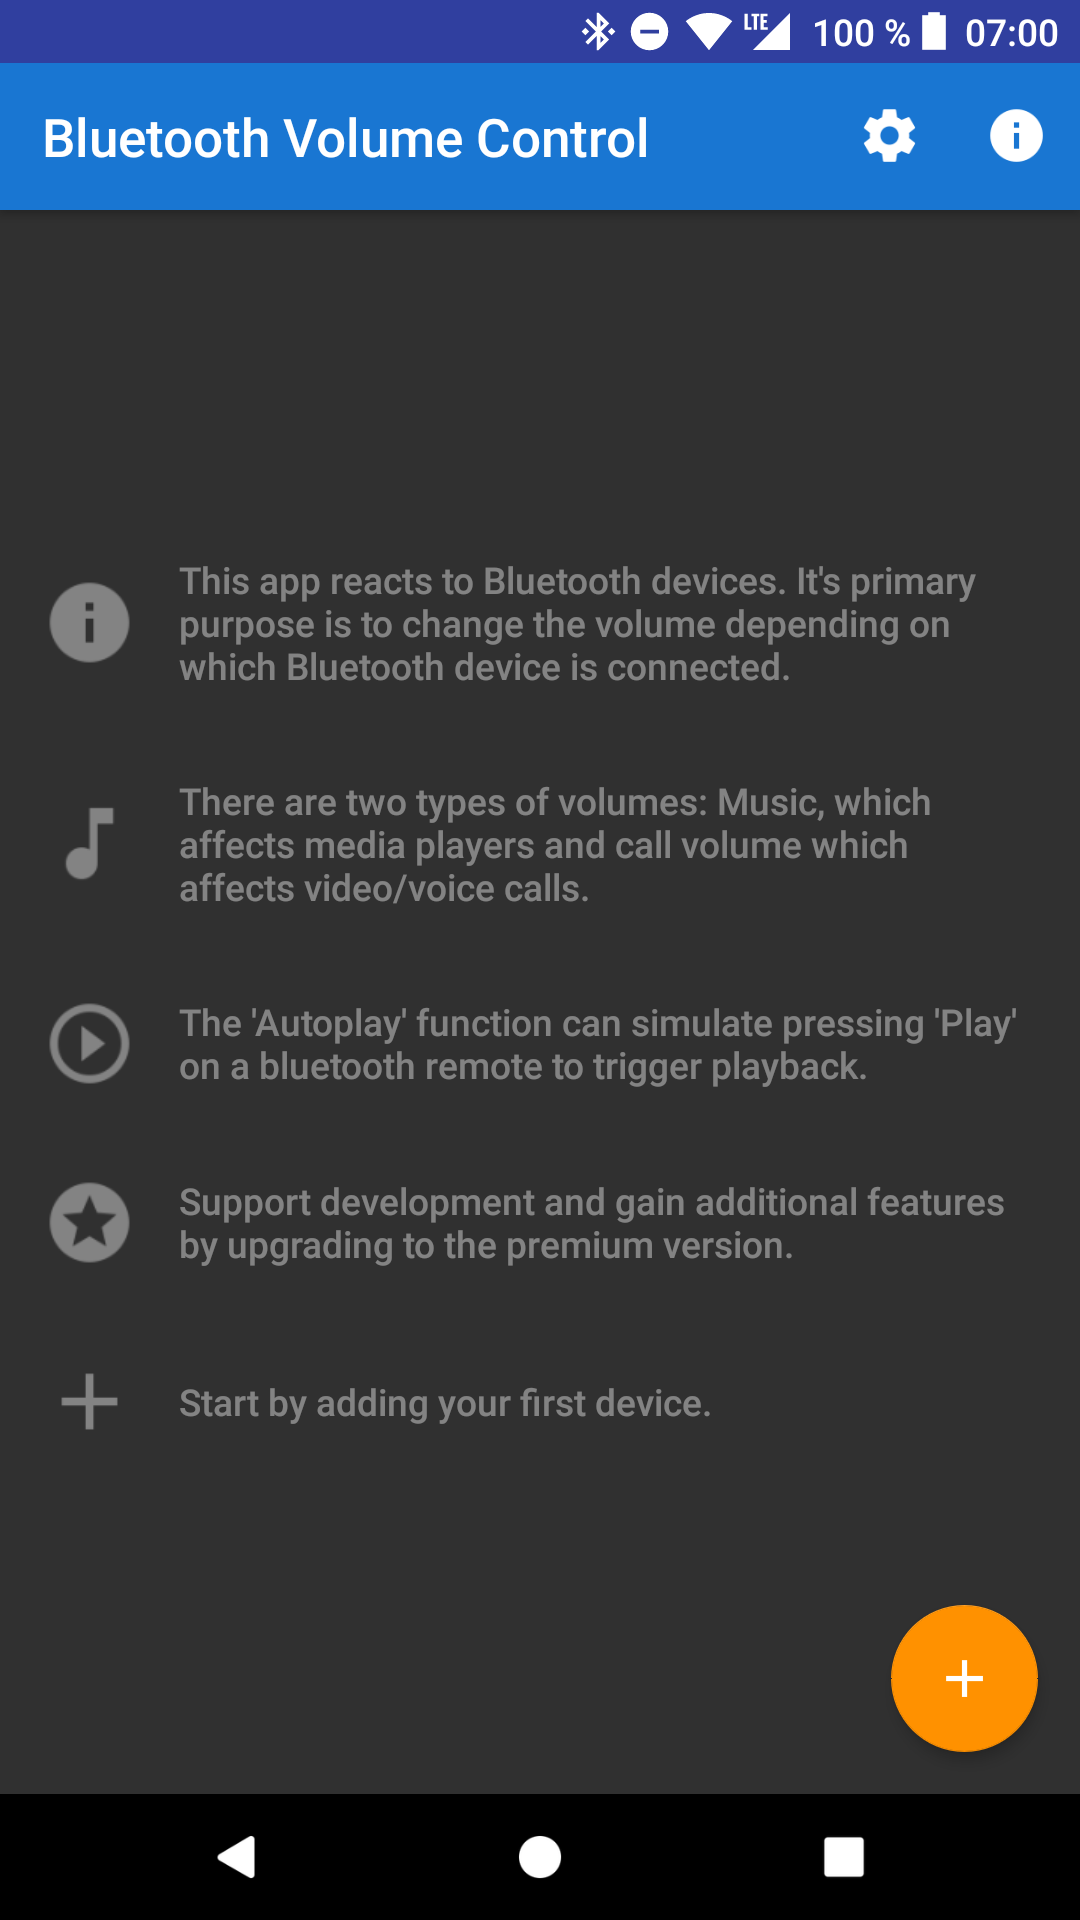 LTE 100 % 07:00
Bluetooth Volume Control
This app reacts to Bluetooth devices. It's primary
purpose is to change the volume depending on
which Bluetooth device is connected.
There are two types of volumes: Music, which
affects media players and call volume which
affects video/voice calls.
The 'Autoplay' function can simulate pressing 'Play'
on a bluetooth remote to trigger playback.
Support development and gain additional features
by upgrading to the premium version.
Start by adding your first device.